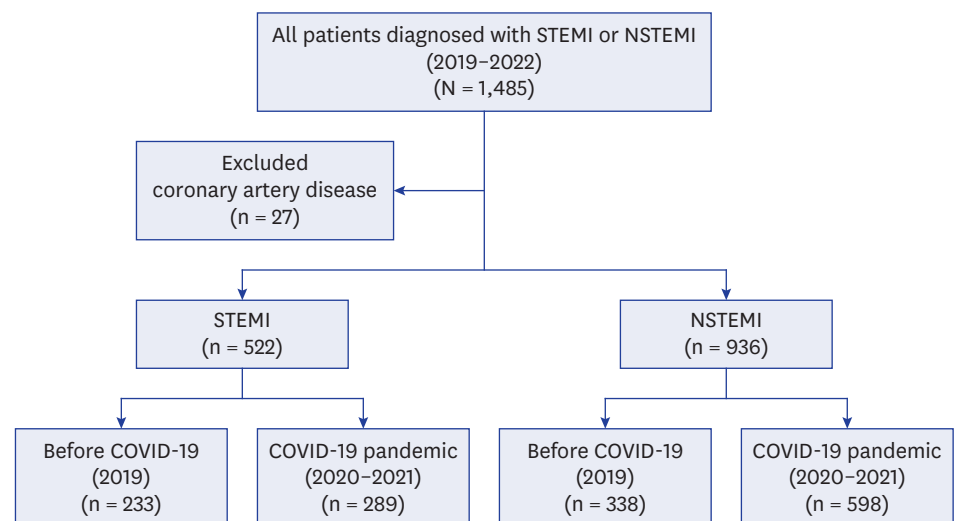 All patients diagnosed with STEMI or NSTEMI
(2019–2022)
(N = 1,485)
Excluded
coronary artery disease
(n = 27)
STEMI
(n = 522)
NSTEMI
(n = 936)
Before COVID-19
(2019)
(n = 233)
COVID-19 pandemic
(2020–2021)
(n = 289)
Before COVID-19
(2019)
(n = 338)
COVID-19 pandemic
(2020–2021)
(n = 598)